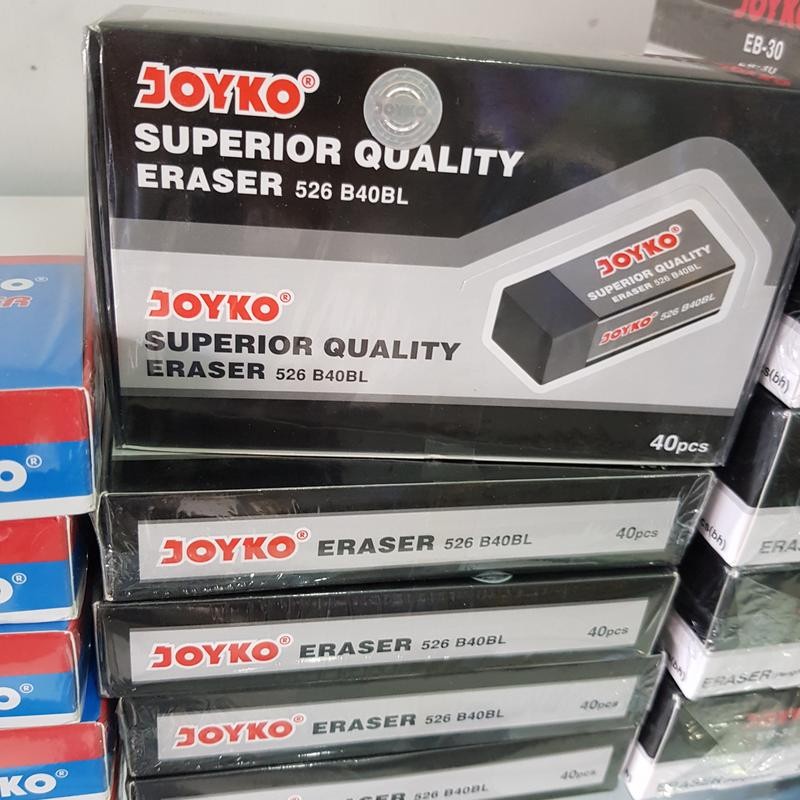 JOYKO®
SUPERIOR QUALITY
ERASER 526 B40BL
JOYKO
JOYKO®
SUPERIOR QUALITY
ERASER 526 B40BL
JOYKO®
SUPERIOR QUALITY
ERASER 526 B40BL
JOYKO® 526 B40BL
40pcs
JOYKO® ERASER 526 B40BL 40pcs
JOYKO® ERASER 526 B40BL 40pcs
JOYKO® ERASER 526 B40BL 40pcs
ERASER 526 B40BL 40pcs
JOYKO
EB-30
ERASER